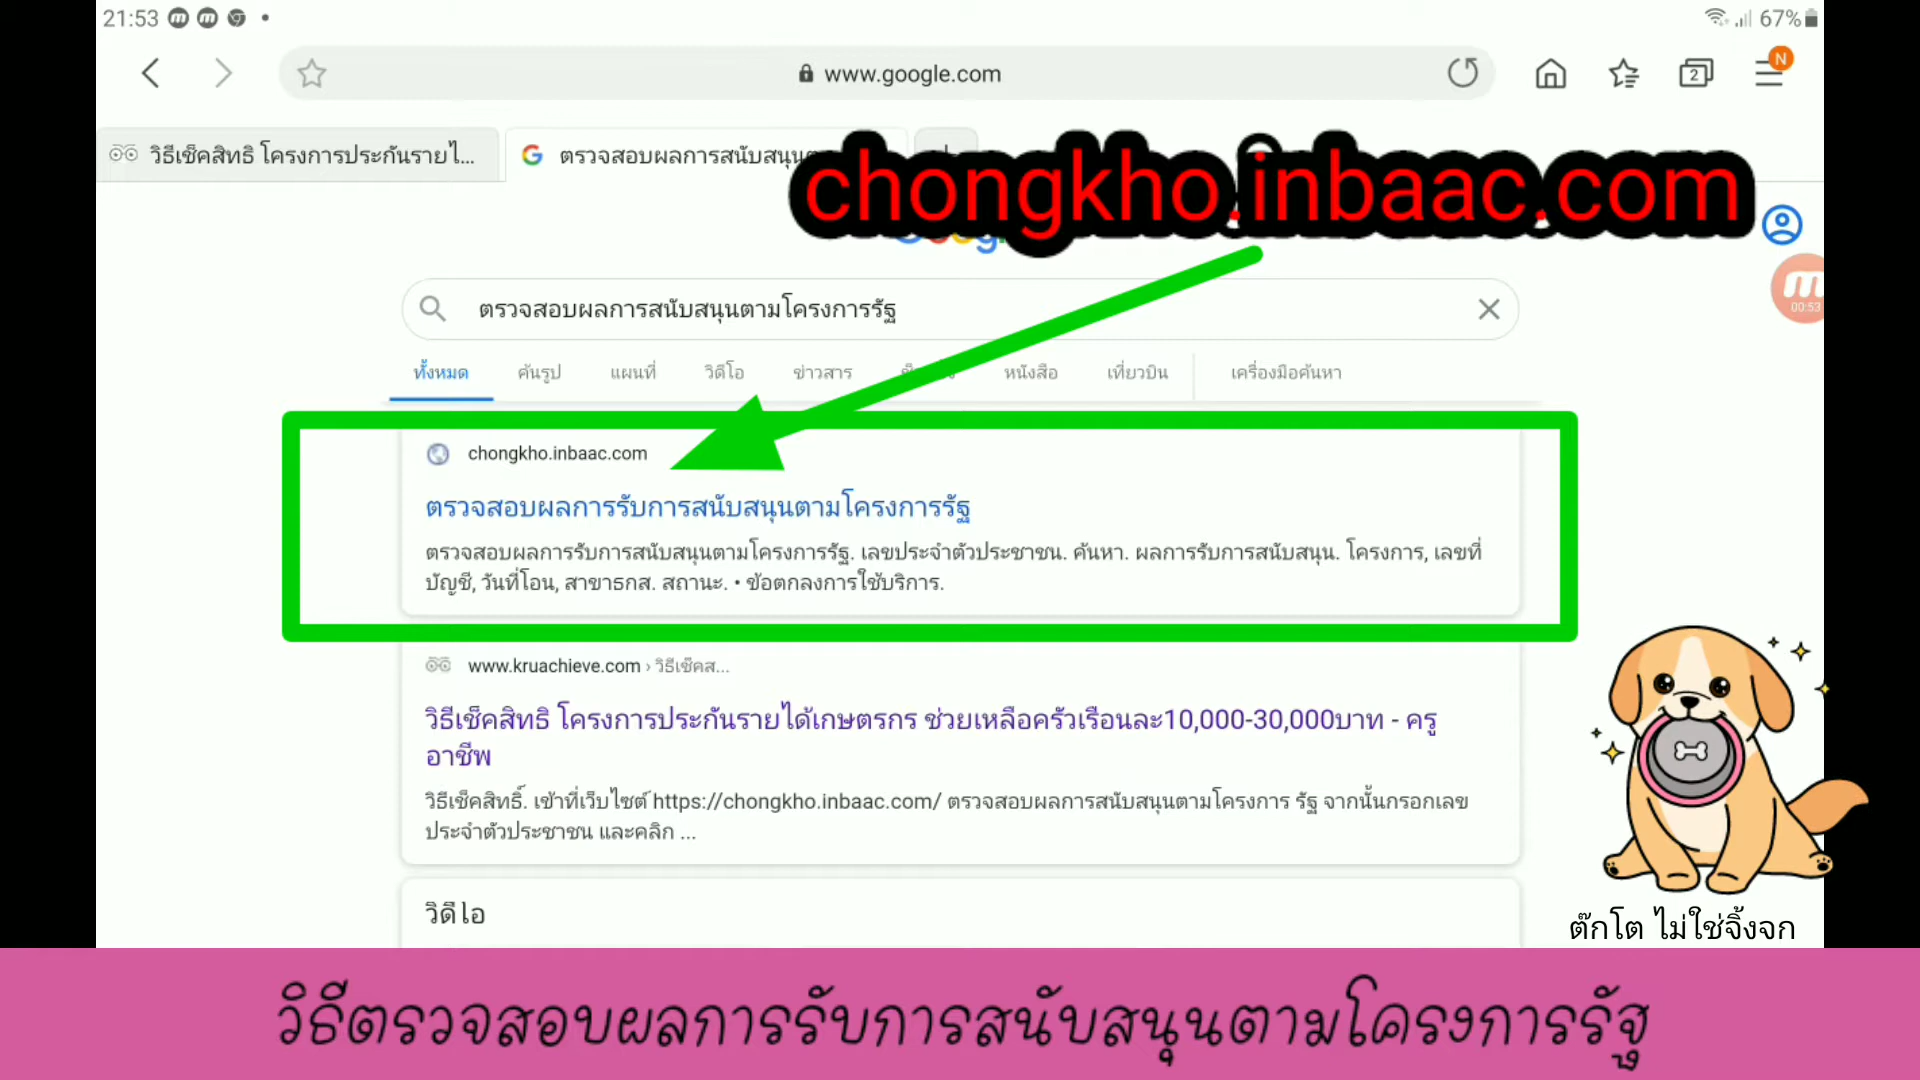 21:53
67%
www.google.com
2
N
วิธีเช็คสิทธิ โครงการประกันรายไ...
ตรวจสอบผลการสนับสนุน
chongkho.inbaac.com
00:53
ตรวจสอบผลการสนับสนุนตามโครงการรัฐ
ทั้งหมด ค้นรูป แผนที่ วิดีโอ ข่าวสาร หนังสือ เที่ยวบิน เครื่องมือค้นหา
chongkho.inbaac.com
ตรวจสอบผลการรับการสนับสนุนตามโครงการรัฐ
ตรวจสอบผลการรับการสนับสนุนตามโครงการรัฐ. เลขประจำตัวประชาชน. ค้นหา. ผลการรับการสนับสนุน. โครงการ, เลขที่
บัญชี, วันที่โอน, สาขาธกส. สถานะ. • ข้อตกลงการใช้บริการ.
www.kruachieve.com › วิธีเช็คส...
วิธีเช็คสิทธิ โครงการประกันรายได้เกษตรกร ช่วยเหลือครัวเรือนละ10,000-30,000บาท - ครู
อาชีพ
วิธีเช็คสิทธิ์. เข้าที่เว็บไซต์ https://chongkho.inbaac.com/ ตรวจสอบผลการสนับสนุนตามโครงการ รัฐ จากนั้นกรอกเลข
ประจำตัวประชาชน และคลิก ...
วิดีโอ
ต๊กโต ไม่ใช่จิ้งจก
วิธีตรวจสอบผลการรับการสนับสนุนตามโครงการรัฐ